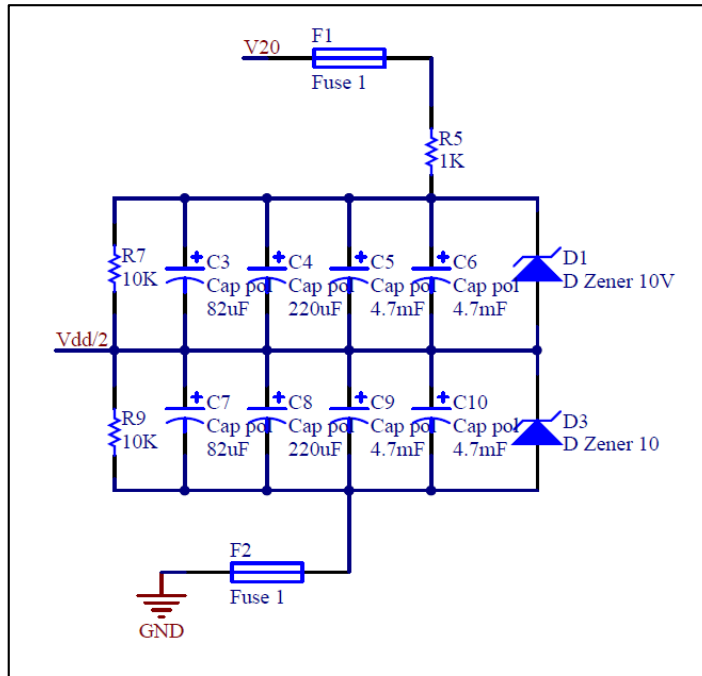 F1
V20
Fuse 1
R5
1K
R7
10K
C3
Cap pol
82uF
C4
Cap pol
220uF
C5
Cap pol
4.7mF
C6
Cap pol
4.7mF
D1
D Zener 10V
Vdd/2
R9
10K
C7
Cap pol
82uF
C8
Cap pol
220uF
C9
Cap pol
4.7mF
C10
Cap pol
4.7mF
D3
D Zener 10
F2
Fuse 1
GND